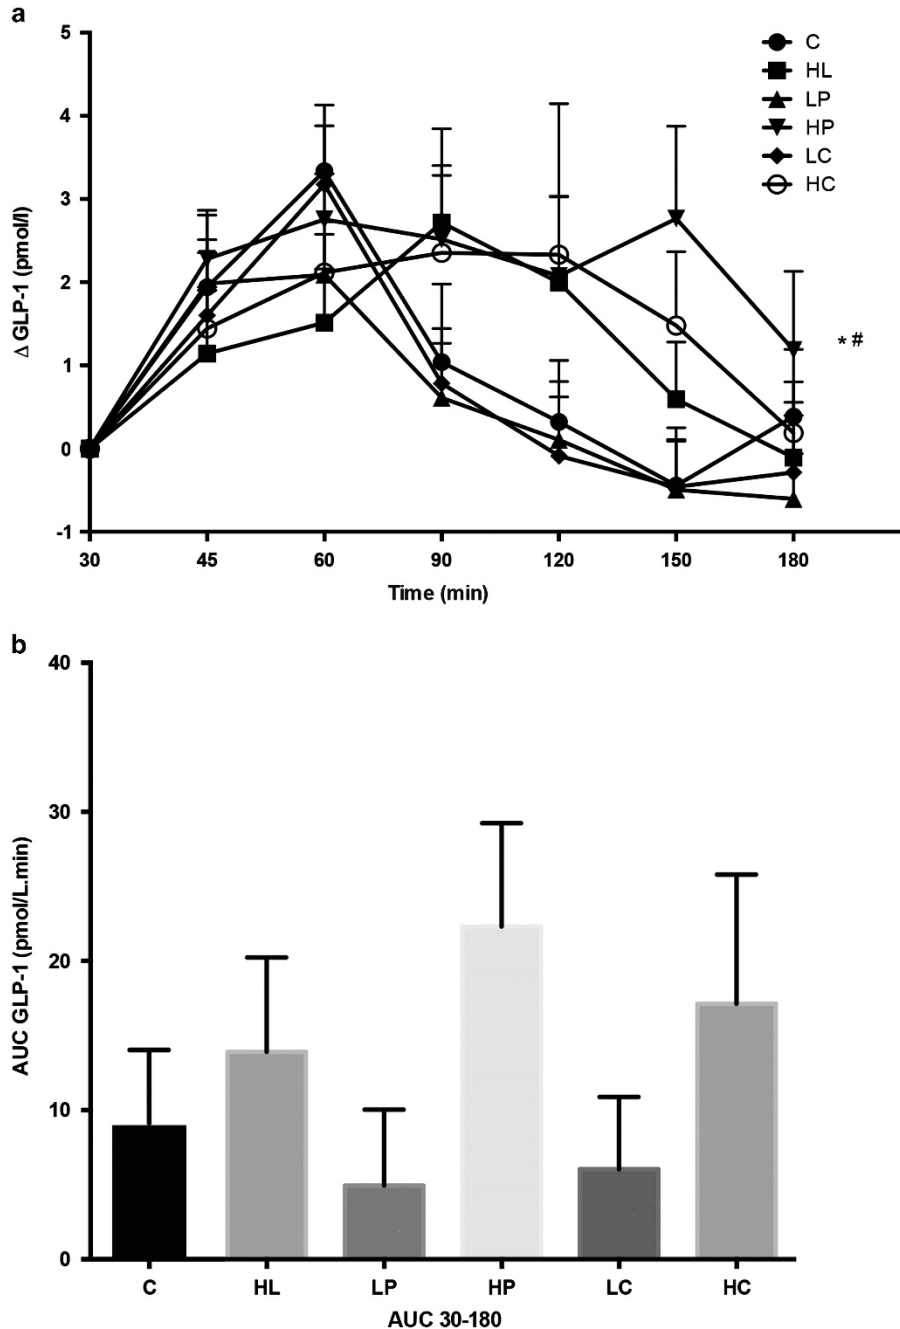 a
5
4
3
2
1
0
-1
Δ GLP-1 (pmol/l)
C
HL
LP
HP
LC
HC
* #
30 45 60 90 120 150 180
Time (min)
b
40
30
20
10
0
AUC GLP-1 (pmol/L.min)
C HL LP HP LC HC
AUC 30-180